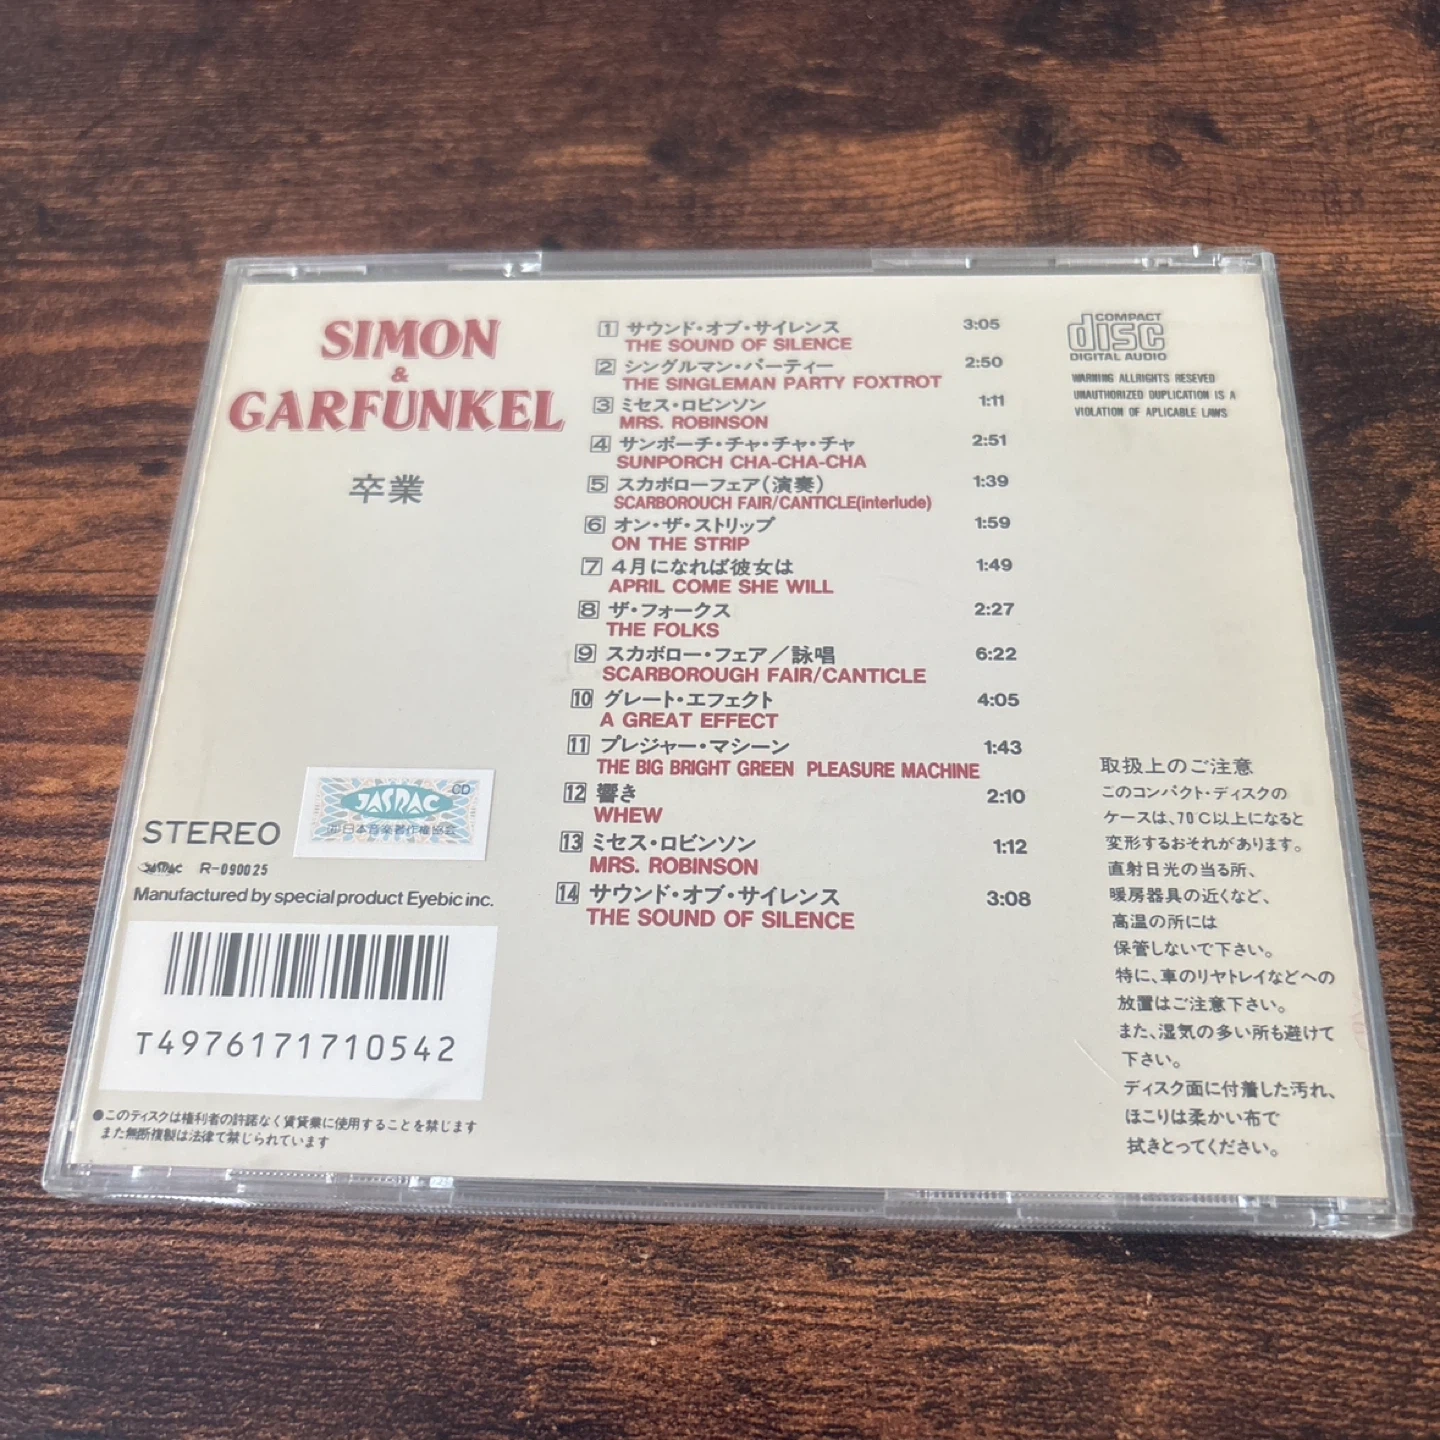 SIMON
&
GARFUNKEL
卒業
1 サウンド・オブ・サイレンス 3:05
THE SOUND OF SILENCE
2 シングルマン・パーティー 2:50
THE SINGLEMAN PARTY FOXTROT
3 ミセス・ロビンソン 1:11
MRS. ROBINSON
4 サンポーチ・チャ・チャ・チャ 2:51
SUNPORCH CHA-CHA-CHA
5 スカボローフェア(演奏) 1:39
SCARBOROUCH FAIR/CANTICLE(interlude)
6 オン・ザ・ストリップ 1:59
ON THE STRIP
7 4月になれば彼女は 1:49
APRIL COME SHE WILL
8 ザ・フォークス 2:27
THE FOLKS
9 スカボロー・フェア/詠唱 6:22
SCARBOROUGH FAIR/CANTICLE
10 グレート・エフェクト 4:05
A GREAT EFFECT
11 プレジャー・マシーン 1:43
THE BIG BRIGHT GREEN PLEASURE MACHINE
12 響き 2:10
WHEW
13 ミセス・ロビンソン 1:12
MRS. ROBINSON
14 サウンド・オブ・サイレンス 3:08
THE SOUND OF SILENCE
COMPACT
disc
DIGITAL AUDIO
WARNING ALLRIGHTS RESEVED
UNAUTHORIZED DUPLICATION IS A
VIOLATION OF APLICABLE LAWS
取扱上のご注意
このコンパクト・ディスクの
ケースは、70℃以上になると
変形するおそれがあります。
直射日光の当る所、
暖房器具の近くなど、
高温の所には
保管しないで下さい。
特に、車のリヤトレイなどへの
放置はご注意下さい。
また、湿気の多い所も避けて
下さい。
ディスク面に付着した汚れ、
ほこりは柔かい布で
拭きとってください。
STEREO
JASRAC CD
日本音楽著作権協会
JASRAC R-090025
Manufactured by special product Eyebic inc.
T4976171710542
●このディスクは権利者の許諾なく賃貸業に使用することを禁じます
また無断複製は法律で禁じられています